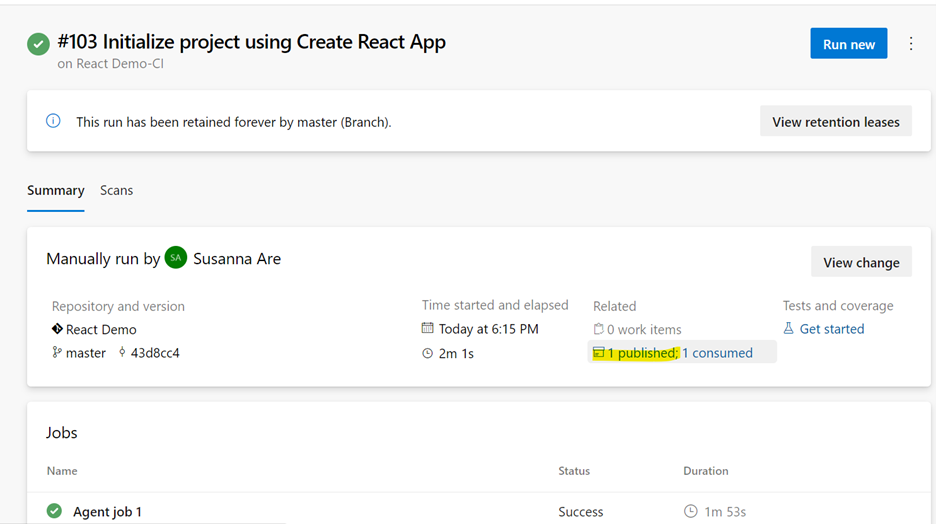 #103 Initialize project using Create React App
Run new
on React Demo-CI
This run has been retained forever by master (Branch).
View retention leases
Summary Scans
Manually run by SA Susanna Are
View change
Repository and version
React Demo
master 43d8cc4
Time started and elapsed
Today at 6:15 PM
2m 1s
Related
0 work items
1 published; 1 consumed
Tests and coverage
Get started
Jobs
Name Status Duration
Agent job 1 Success 1m 53s